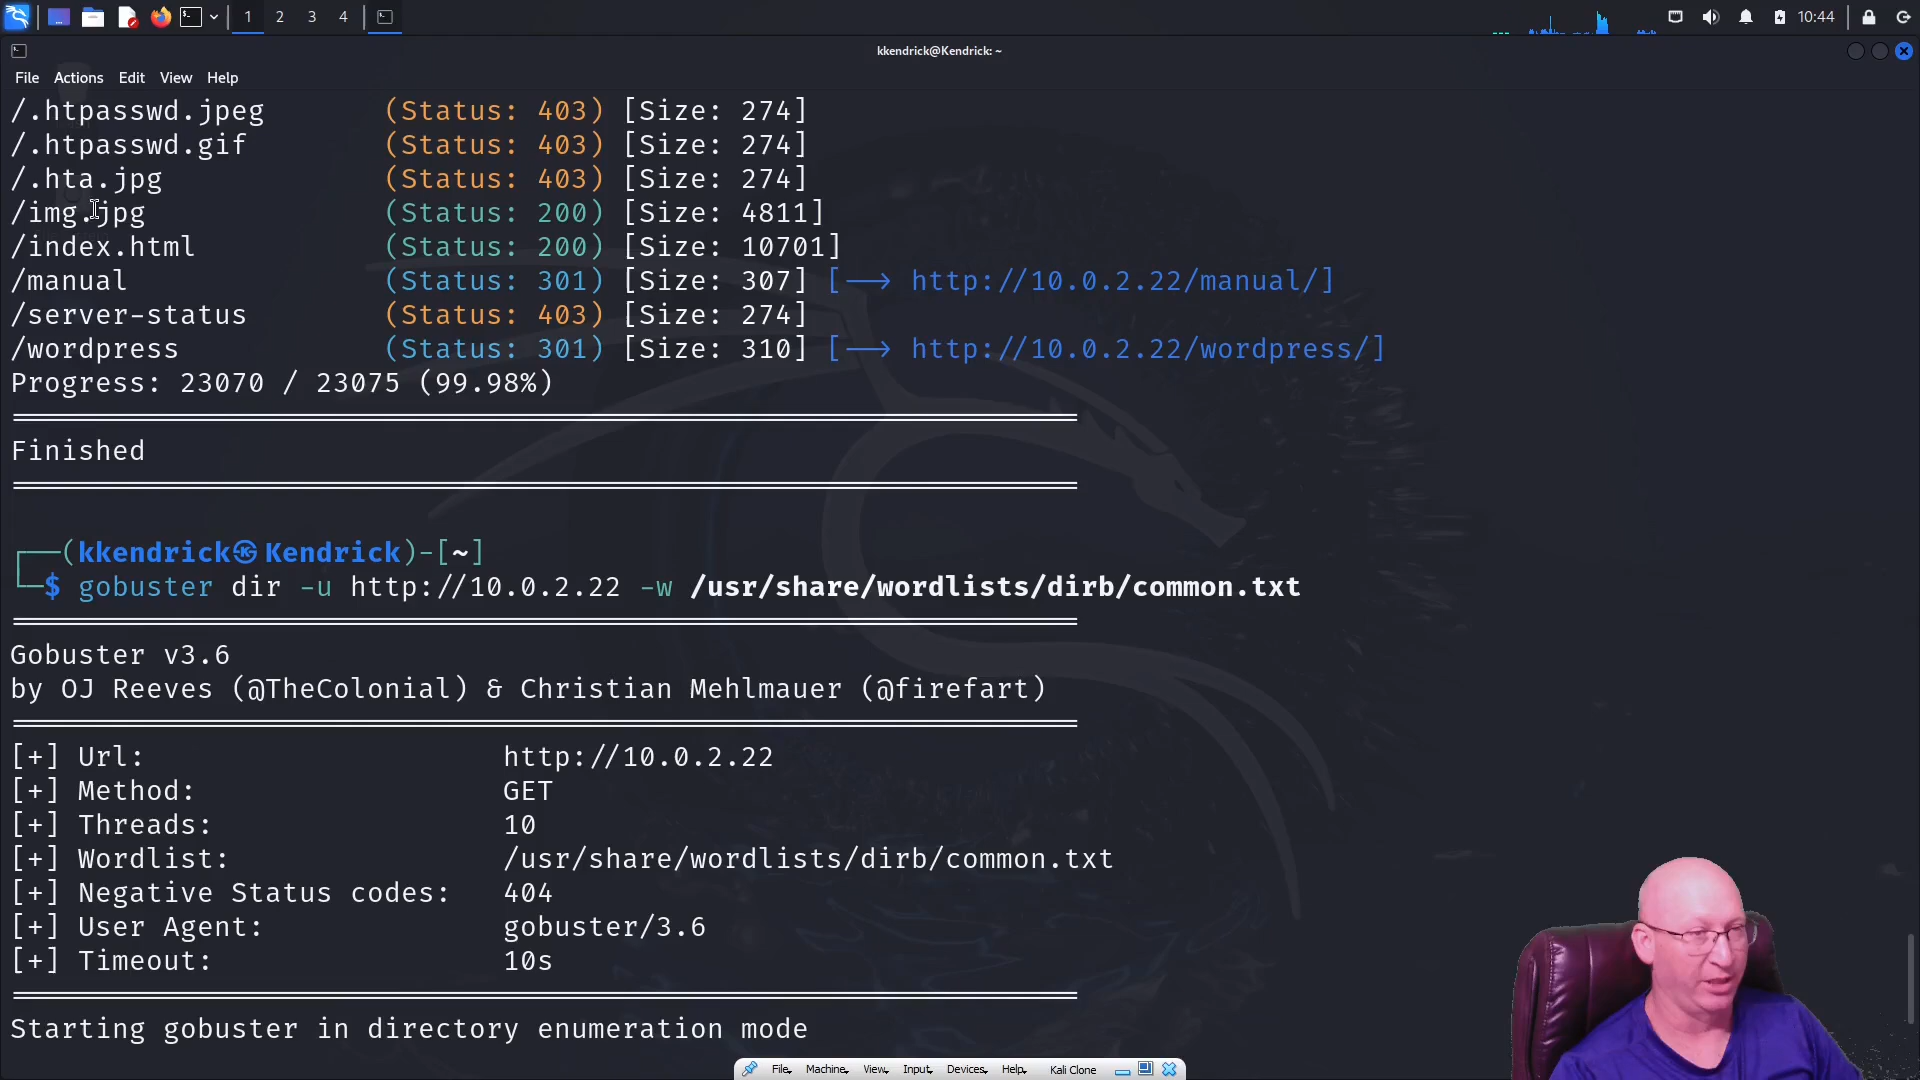 1 2 3 4 10:44
kkendrick@Kendrick: ~
File Actions Edit View Help
/.htpasswd.jpeg (Status: 403) [Size: 274]
/.htpasswd.gif (Status: 403) [Size: 274]
/.hta.jpg (Status: 403) [Size: 274]
/img.jpg (Status: 200) [Size: 4811]
/index.html (Status: 200) [Size: 10701]
/manual (Status: 301) [Size: 307] [--> http://10.0.2.22/manual/]
/server-status (Status: 403) [Size: 274]
/wordpress (Status: 301) [Size: 310] [--> http://10.0.2.22/wordpress/]
Progress: 23070 / 23075 (99.98%)
Finished
(kkendrick㉿Kendrick)-[~]
$ gobuster dir -u http://10.0.2.22 -w /usr/share/wordlists/dirb/common.txt
Gobuster v3.6
by OJ Reeves (@TheColonial) & Christian Mehlmauer (@firefart)
[+] Url: http://10.0.2.22
[+] Method: GET
[+] Threads: 10
[+] Wordlist: /usr/share/wordlists/dirb/common.txt
[+] Negative Status codes: 404
[+] User Agent: gobuster/3.6
[+] Timeout: 10s
Starting gobuster in directory enumeration mode
File Machine View Input Devices Help Kali Clone